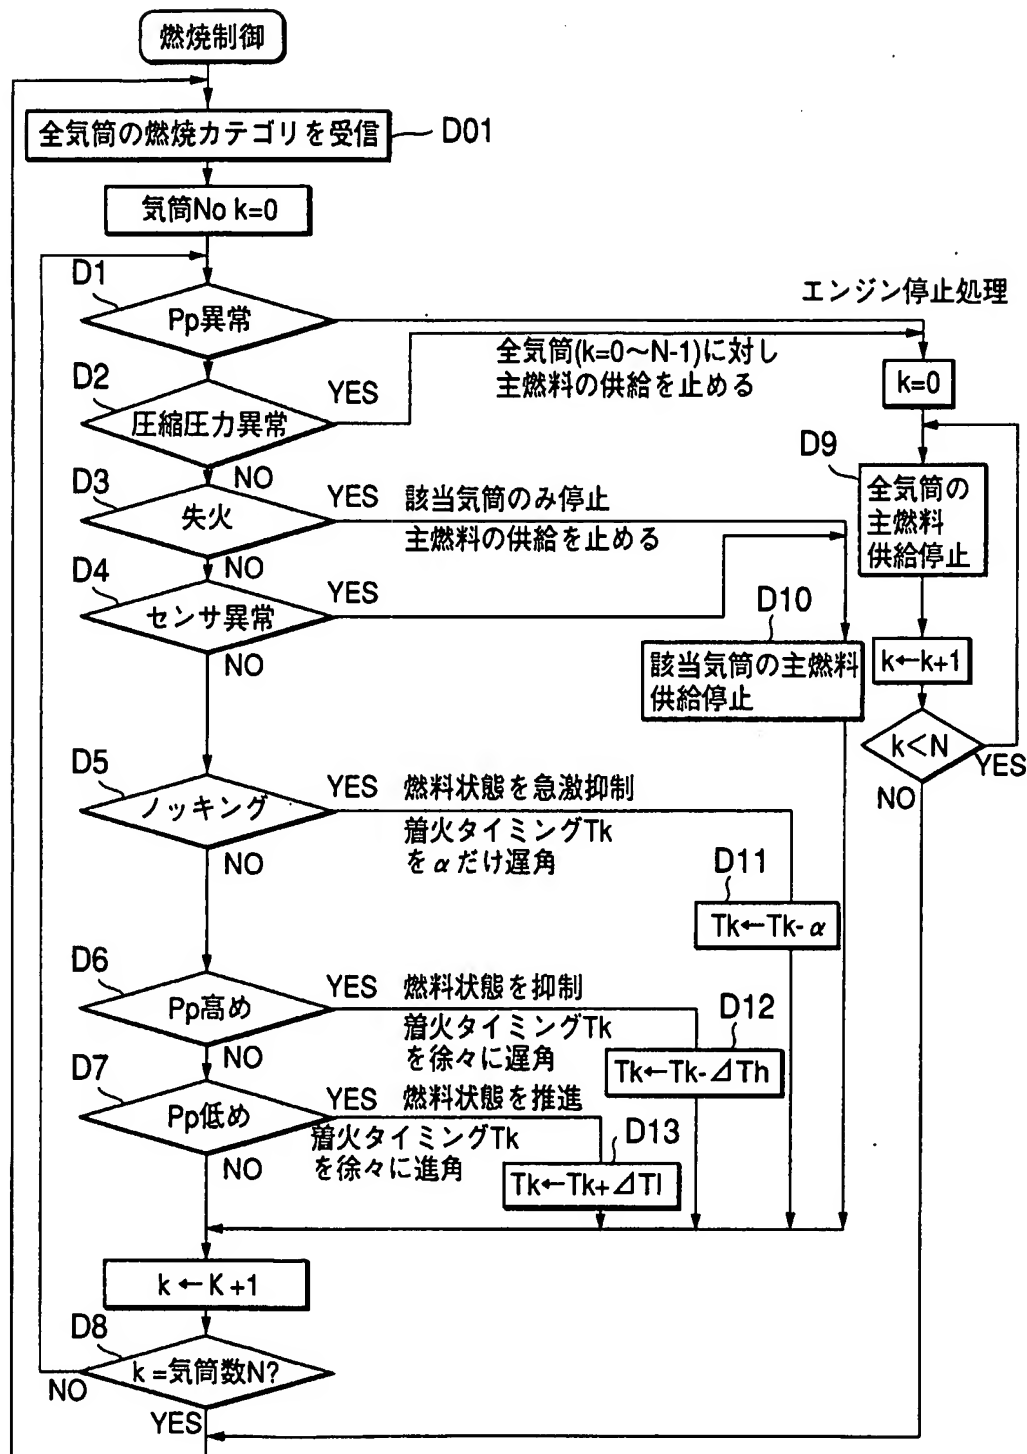 燃焼制御
全気筒の燃焼カテゴリを受信
D01
気筒No k=0
D1
Pp異常
エンジン停止処理
全気筒(k=0～N-1)に対し
主燃料の供給を止める
k=0
D2
圧縮圧力異常
YES
NO
D9
全気筒の
主燃料
供給停止
D3
失火
YES
該当気筒のみ停止
主燃料の供給を止める
NO
D4
センサ異常
YES
NO
D10
該当気筒の主燃料
供給停止
k←k+1
k<N
YES
NO
D5
ノッキング
YES
燃料状態を急激抑制
着火タイミングTk
をαだけ遅角
NO
D11
Tk←Tk-α
D6
Pp高め
YES
燃料状態を抑制
着火タイミングTk
を徐々に遅角
NO
D12
Tk←Tk-⊿Th
D7
Pp低め
YES
燃料状態を推進
着火タイミングTk
を徐々に進角
NO
D13
Tk←Tk+⊿Tl
k←K+1
D8
k=気筒数N?
NO
YES